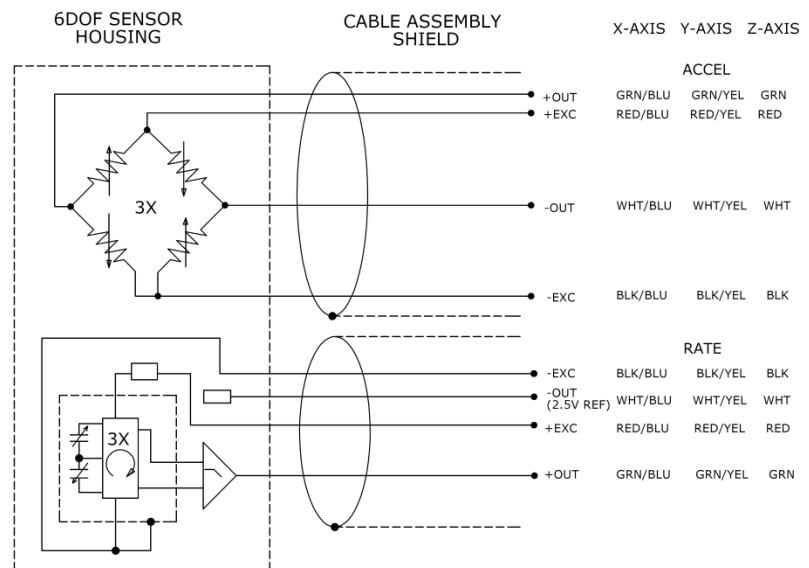 6DOF SENSOR
HOUSING
CABLE ASSEMBLY
SHIELD
X-AXIS Y-AXIS Z-AXIS
ACCEL
+OUT GRN/BLU GRN/YEL GRN
+EXC RED/BLU RED/YEL RED
3X
-OUT WHT/BLU WHT/YEL WHT
-EXC BLK/BLU BLK/YEL BLK
RATE
-EXC BLK/BLU BLK/YEL BLK
-OUT WHT/BLU WHT/YEL WHT
(2.5V REF)
+EXC RED/BLU RED/YEL RED
3X
+OUT GRN/BLU GRN/YEL GRN